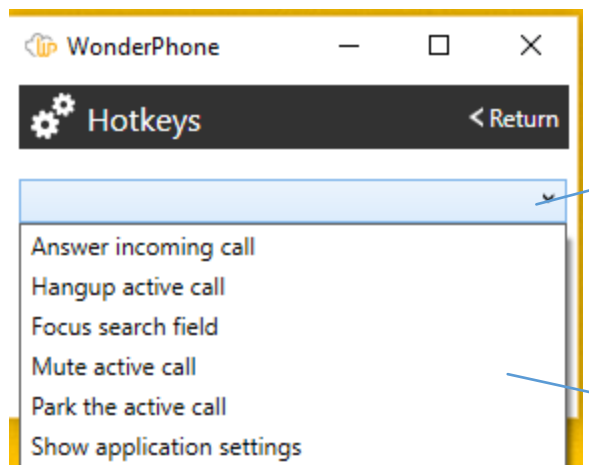 WonderPhone
Hotkeys < Return
Answer incoming call
Hangup active call
Focus search field
Mute active call
Park the active call
Show application settings